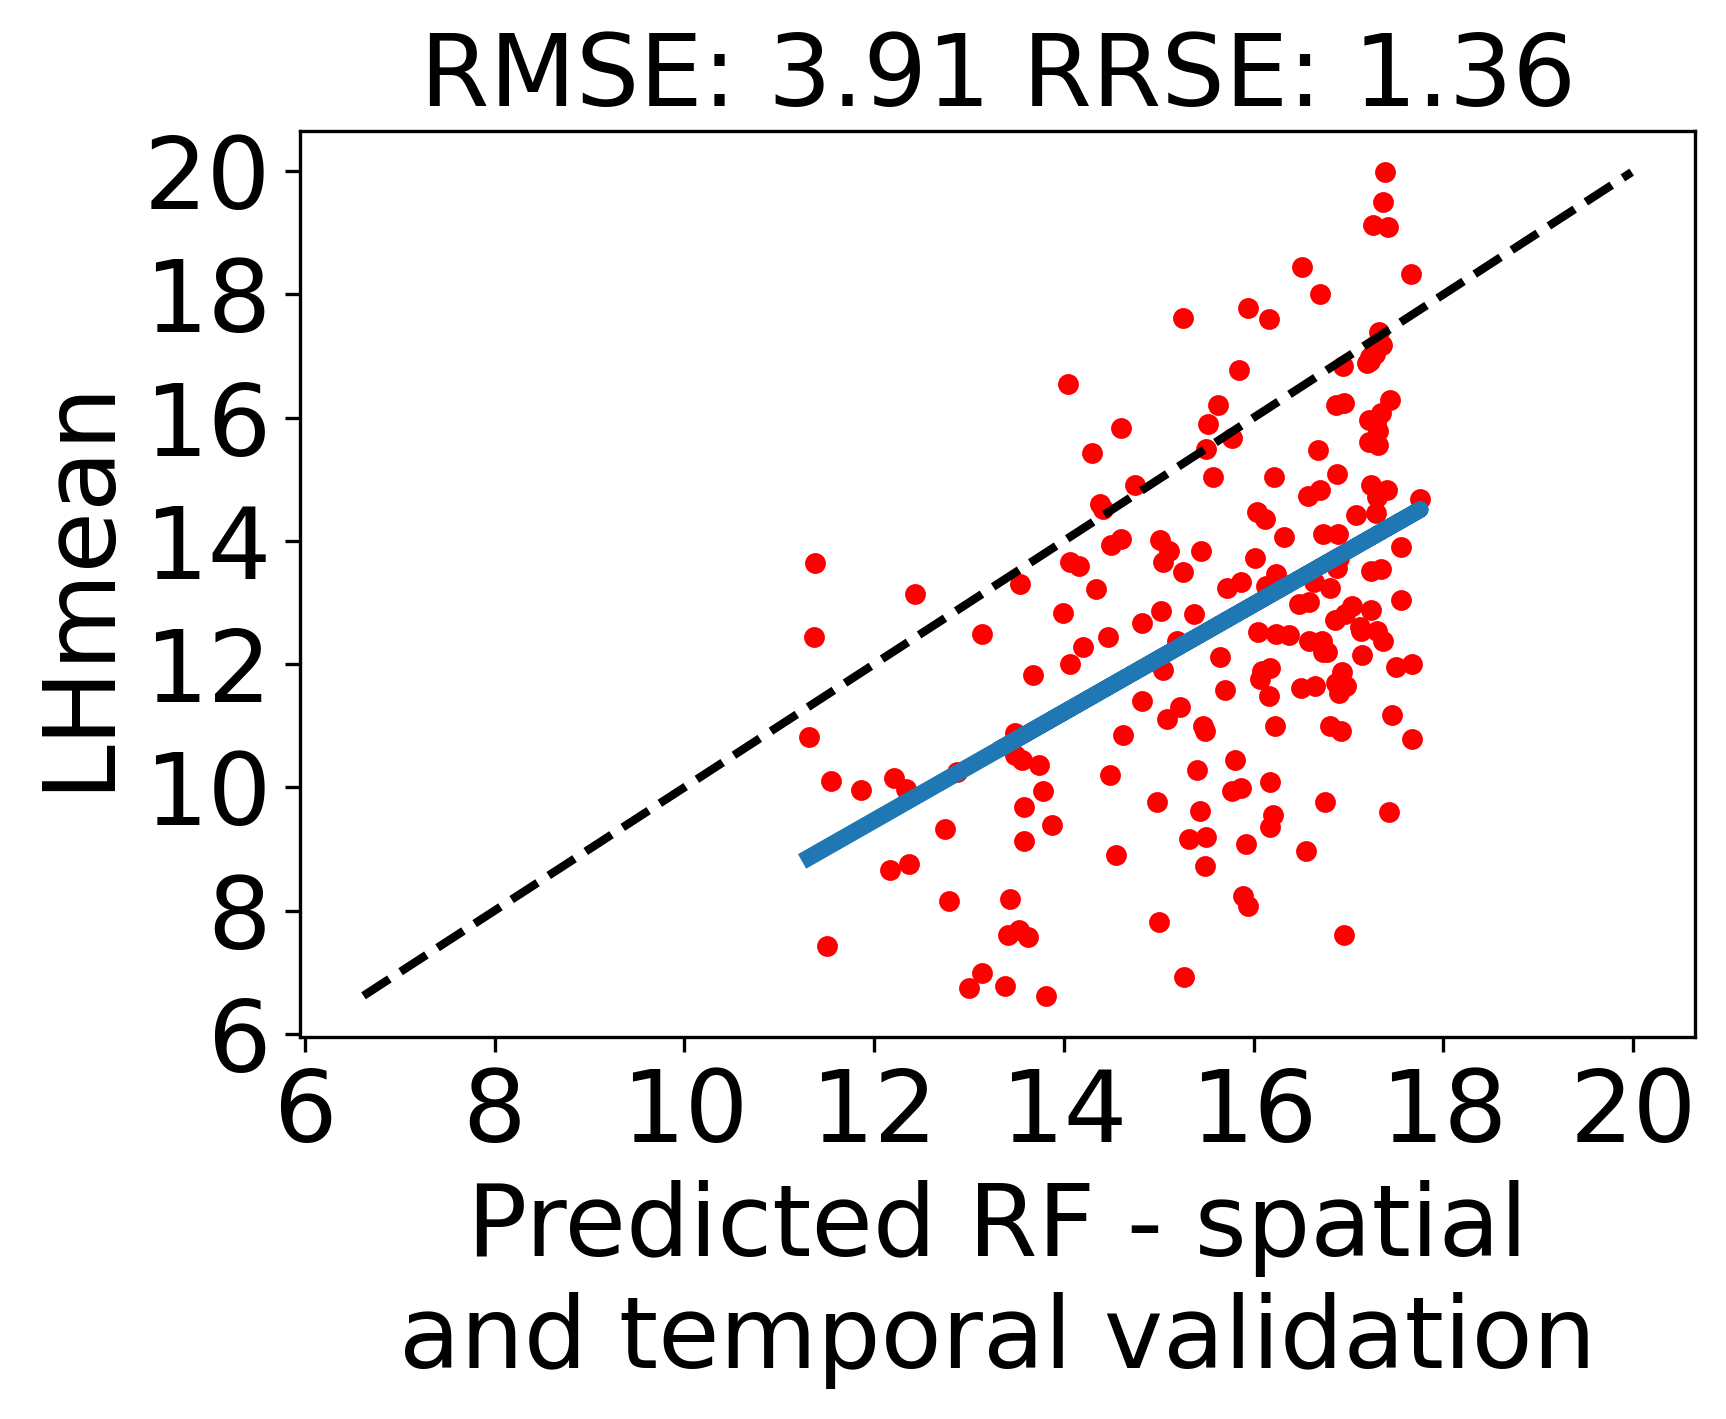 RMSE: 3.91 RRSE: 1.36
LHmean
20
18
16
14
12
10
8
6
6 8 10 12 14 16 18 20
Predicted RF - spatial
and temporal validation